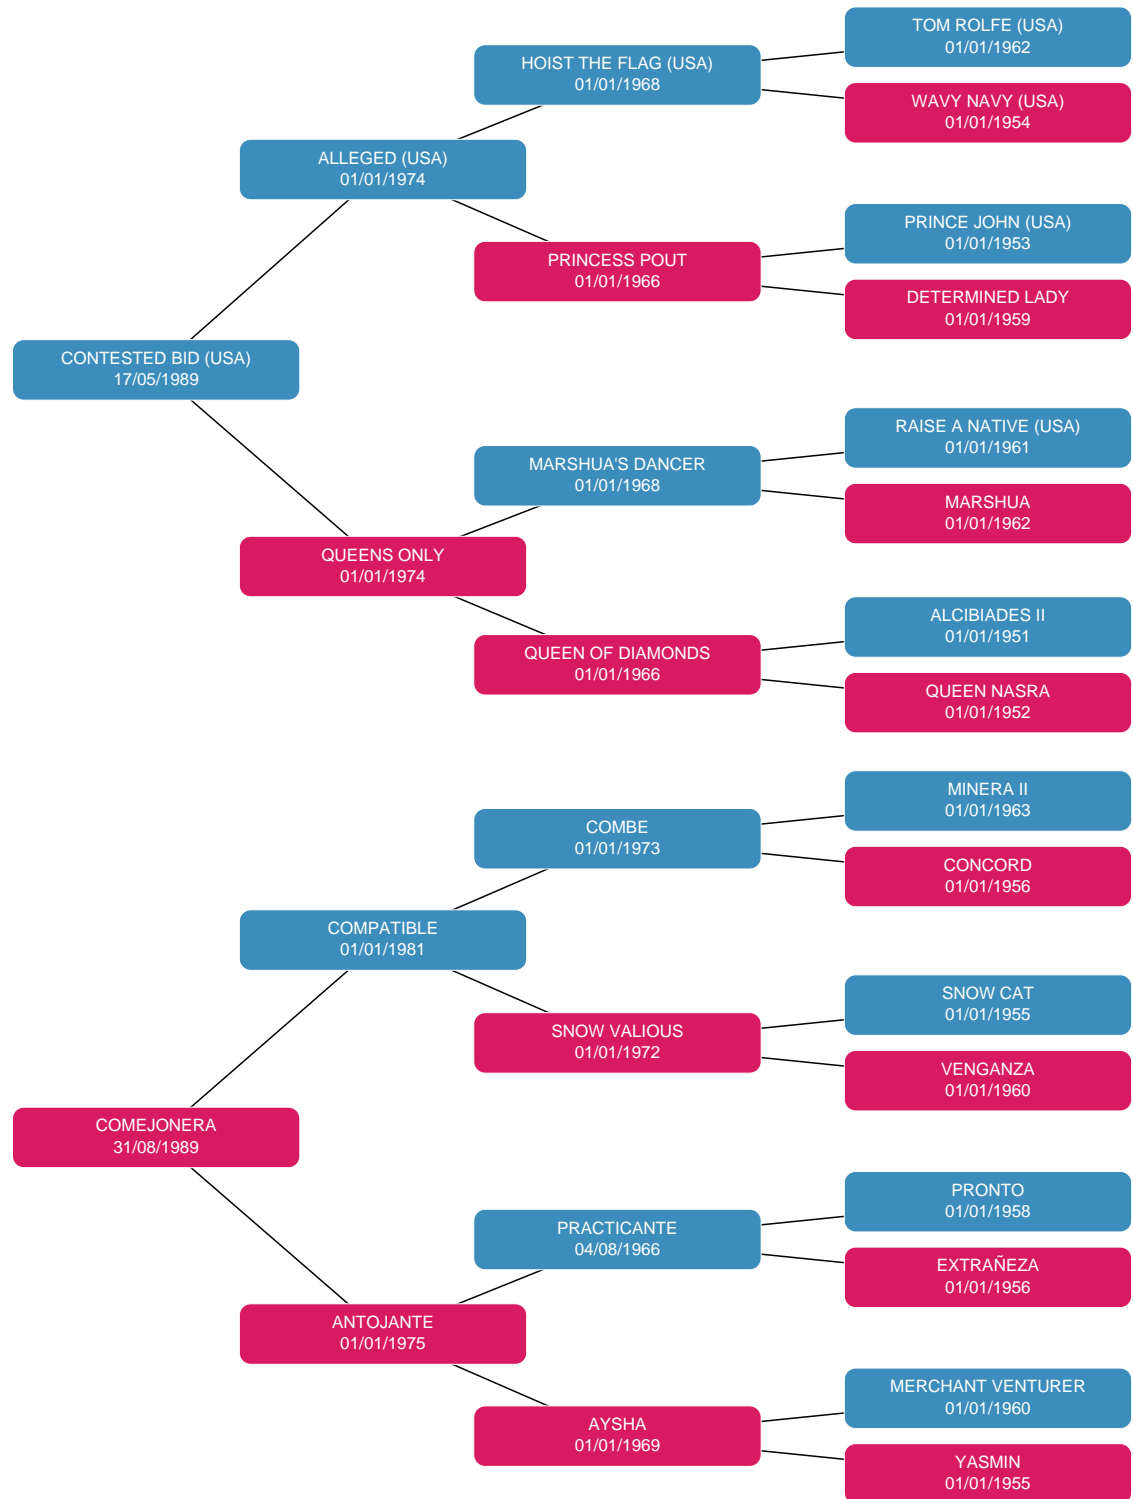 TOM ROLFE (USA)
01/01/1962
HOIST THE FLAG (USA)
01/01/1968
WAVY NAVY (USA)
01/01/1954
ALLEGED (USA)
01/01/1974
PRINCE JOHN (USA)
01/01/1953
PRINCESS POUT
01/01/1966
DETERMINED LADY
01/01/1959
CONTESTED BID (USA)
17/05/1989
RAISE A NATIVE (USA)
01/01/1961
MARSHUA'S DANCER
01/01/1968
MARSHUA
01/01/1962
QUEENS ONLY
01/01/1974
ALCIBIADES II
01/01/1951
QUEEN OF DIAMONDS
01/01/1966
QUEEN NASRA
01/01/1952
MINERA II
01/01/1963
COMBE
01/01/1973
CONCORD
01/01/1956
COMPATIBLE
01/01/1981
SNOW CAT
01/01/1955
SNOW VALIOUS
01/01/1972
VENGANZA
01/01/1960
COMEJONERA
31/08/1989
PRONTO
01/01/1958
PRACTICANTE
04/08/1966
EXTRAÑEZA
01/01/1956
ANTOJANTE
01/01/1975
MERCHANT VENTURER
01/01/1960
AYSHA
01/01/1969
YASMIN
01/01/1955